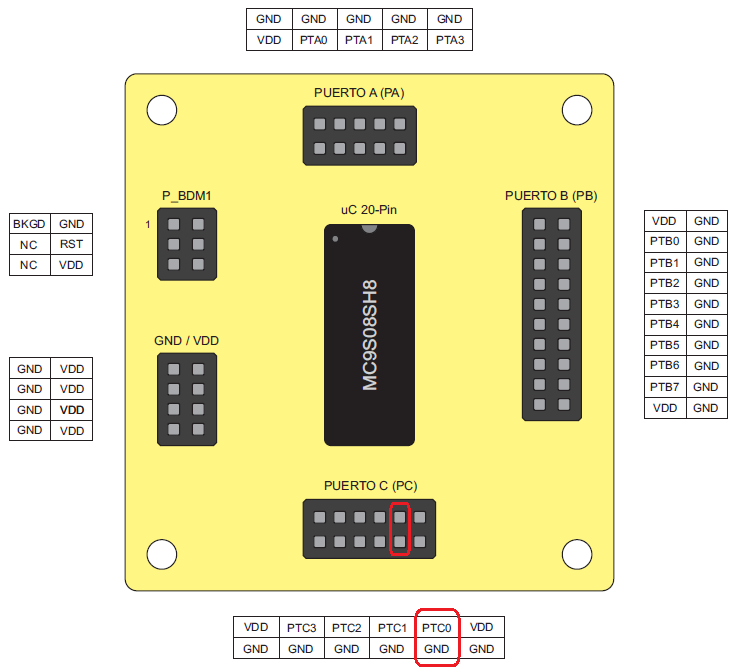 GND GND GND GND GND
VDD PTA0 PTA1 PTA2 PTA3
PUERTO A (PA)
P_BDM1
1
BKGD GND
NC RST
NC VDD
uC 20-Pin
MC9S08SH8
PUERTO B (PB)
VDD GND
PTB0 GND
PTB1 GND
PTB2 GND
PTB3 GND
PTB4 GND
PTB5 GND
PTB6 GND
PTB7 GND
VDD GND
GND / VDD
GND VDD
GND VDD
GND VDD
GND VDD
PUERTO C (PC)
VDD PTC3 PTC2 PTC1 PTC0 VDD
GND GND GND GND GND GND